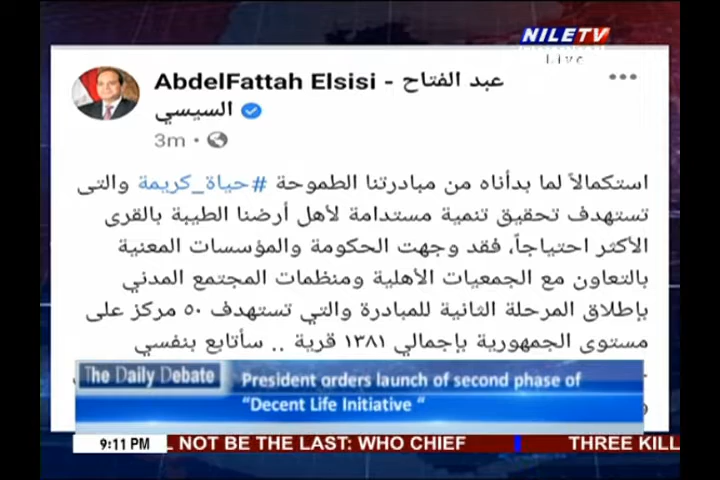 NILETV
International
Live
AbdelFattah Elsisi - عبد الفتاح
السيسي
3m
استكمالاً لما بدأناه من مبادرتنا الطموحة #حياة_كريمة والتى
تستهدف تحقيق تنمية مستدامة لأهل أرضنا الطيبة بالقرى
الأكثر احتياجاً، فقد وجهت الحكومة والمؤسسات المعنية
بالتعاون مع الجمعيات الأهلية ومنظمات المجتمع المدني
بإطلاق المرحلة الثانية للمبادرة والتي تستهدف ٥٠ مركز على
مستوى الجمهورية بإجمالي ١٣٨١ قرية .. سأتابع بنفسي
The Daily Debate
President orders launch of second phase of
“Decent Life Initiative “
9:11 PM
L NOT BE THE LAST: WHO CHIEF THREE KILL